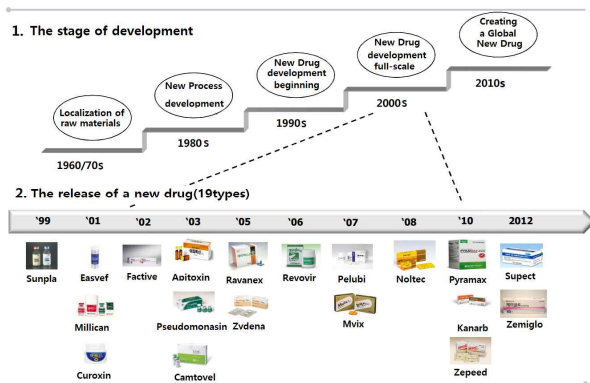 1. The stage of development
Creating
a Global
New Drug
New Drug
development
full-scale
New Drug
development
beginning
New Process
development
Localization of
raw materials
2010s
2000s
1990s
1980s
1960/70s
2. The release of a new drug(19types)
'99 '01 '02 '03 '05 '06 '07 '08 '10 2012
Sunpla Easvef Factive Apitoxin Ravanex Revovir Pelubi Noltec Pyramax Supect
Millican Pseudomonasin Zydena Mvix Kanarb Zemiglo
Curoxin Camtovel Zepeed